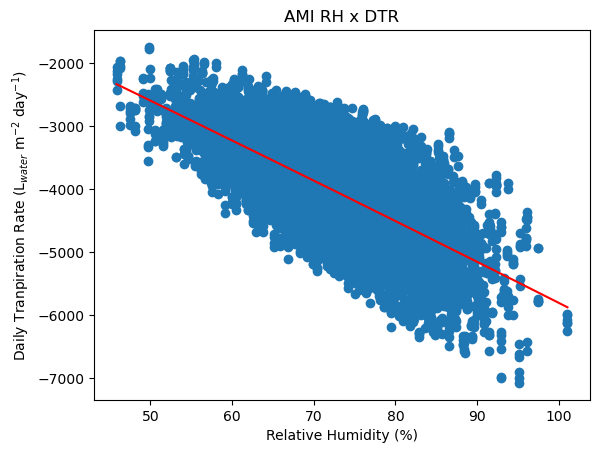 AMI RH x DTR
Daily Tranpiration Rate (L$_{water}$ m$^{-2}$ day$^{-1}$)
−2000
−3000
−4000
−5000
−6000
−7000
50 60 70 80 90 100
Relative Humidity (%)